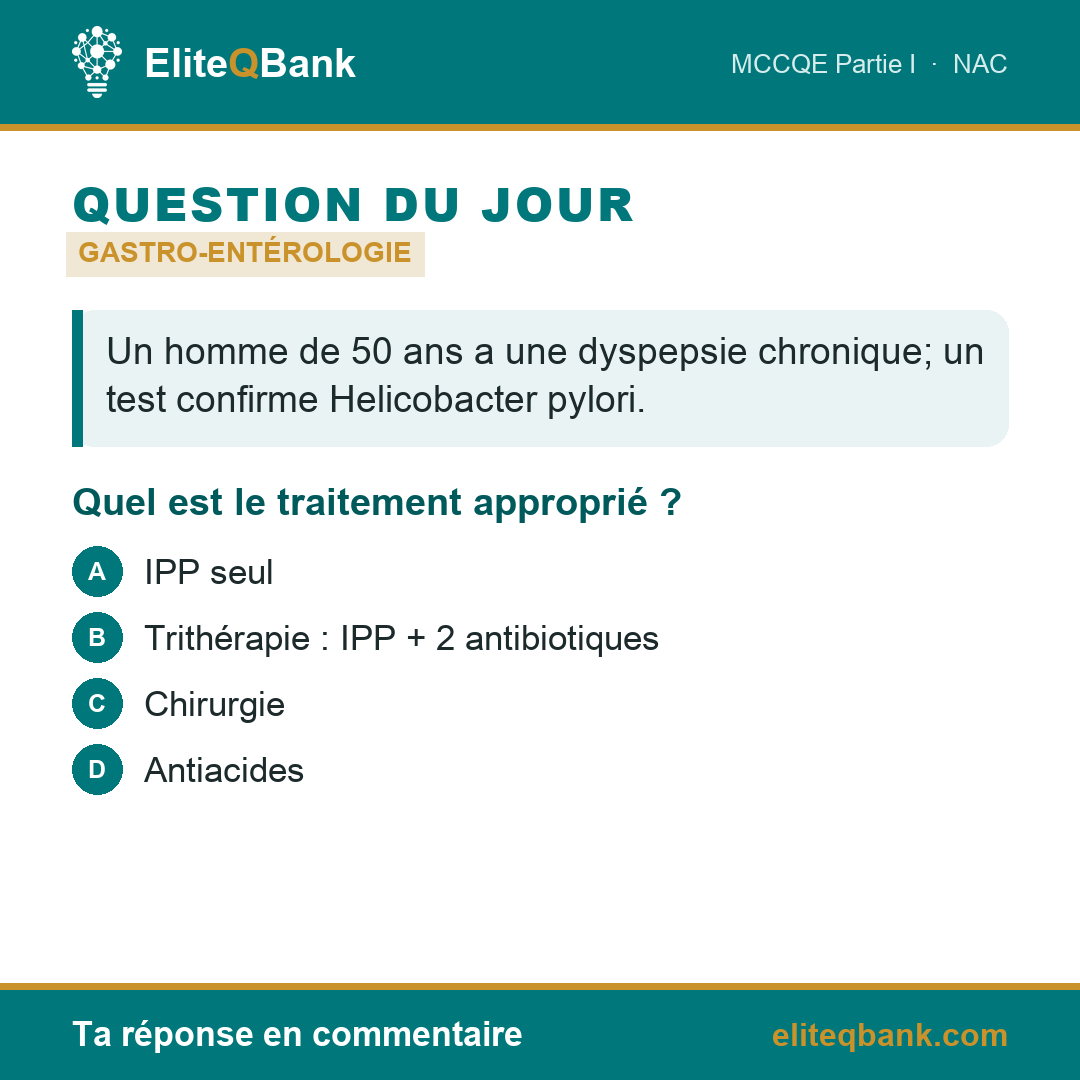 EliteQBank
MCCQE Partie I · NAC
QUESTION DU JOUR
GASTRO-ENTÉROLOGIE
Un homme de 50 ans a une dyspepsie chronique; un
test confirme Helicobacter pylori.
Quel est le traitement approprié ?
A IPP seul
B Trithérapie : IPP + 2 antibiotiques
C Chirurgie
D Antiacides
Ta réponse en commentaire
eliteqbank.com